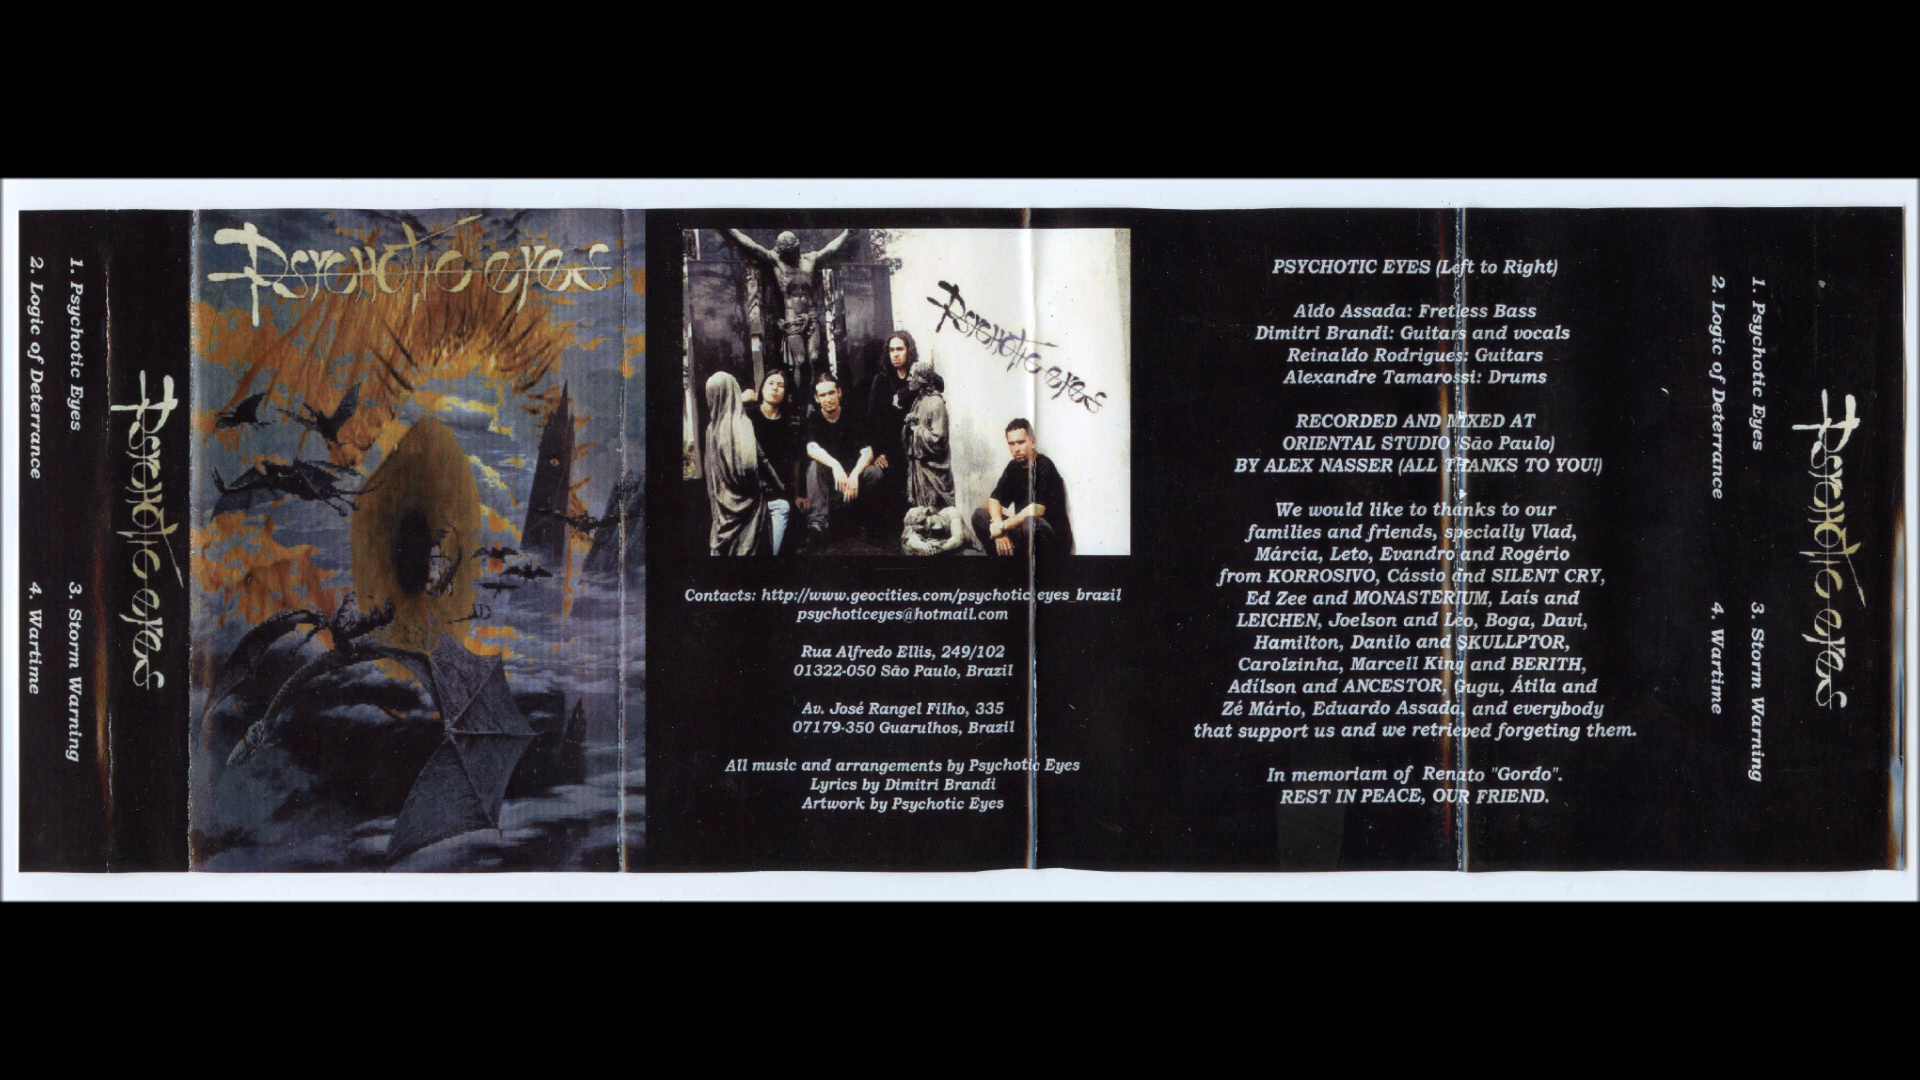 1. Psychotic Eyes
2. Logic of Deterrance
3. Storm Warning
4. Wartime
Psychotic eyes
Psychotic eyes
Psychotic eyes
Contacts: http://www.geocities.com/psychotic_eyes_brazil
psychoticeyes@hotmail.com
Rua Alfredo Ellis, 249/102
01322-050 São Paulo, Brazil
Av. José Rangel Filho, 335
07179-350 Guarulhos, Brazil
All music and arrangements by Psychotic Eyes
Lyrics by Dimitri Brandi
Artwork by Psychotic Eyes
PSYCHOTIC EYES (Left to Right)
Aldo Assada: Fretless Bass
Dimitri Brandi: Guitars and vocals
Reinaldo Rodrigues: Guitars
Alexandre Tamarossi: Drums
RECORDED AND MIXED AT
ORIENTAL STUDIO (São Paulo)
BY ALEX NASSER (ALL THANKS TO YOU!)
We would like to thanks to our
families and friends, specially Vlad,
Márcia, Leto, Evandro and Rogério
from KORROSIVO, Cássio and SILENT CRY,
Ed Zee and MONASTERIUM, Laís and
LEICHEN, Joelson and Léo, Boga, Davi,
Hamilton, Danilo and SKULLPTOR,
Carolzinha, Marcell King and BERITH,
Adílson and ANCESTOR, Gugu, Átila and
Zé Mário, Eduardo Assada, and everybody
that support us and we retrieved forgeting them.
In memoriam of Renato "Gordo".
REST IN PEACE, OUR FRIEND.
1. Psychotic Eyes
2. Logic of Deterrance
3. Storm Warning
4. Wartime
Psychotic eyes